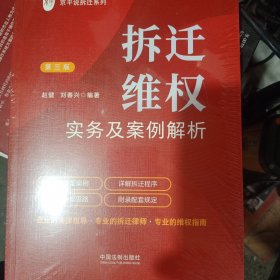 京平说拆迁系列
拆迁
第三版
维权
赵健 刘春兴◎编著
实务及案例解析
详解拆迁程序
附录配套规定
·专业的拆迁律师·专业的维权指南
中国法制出版社